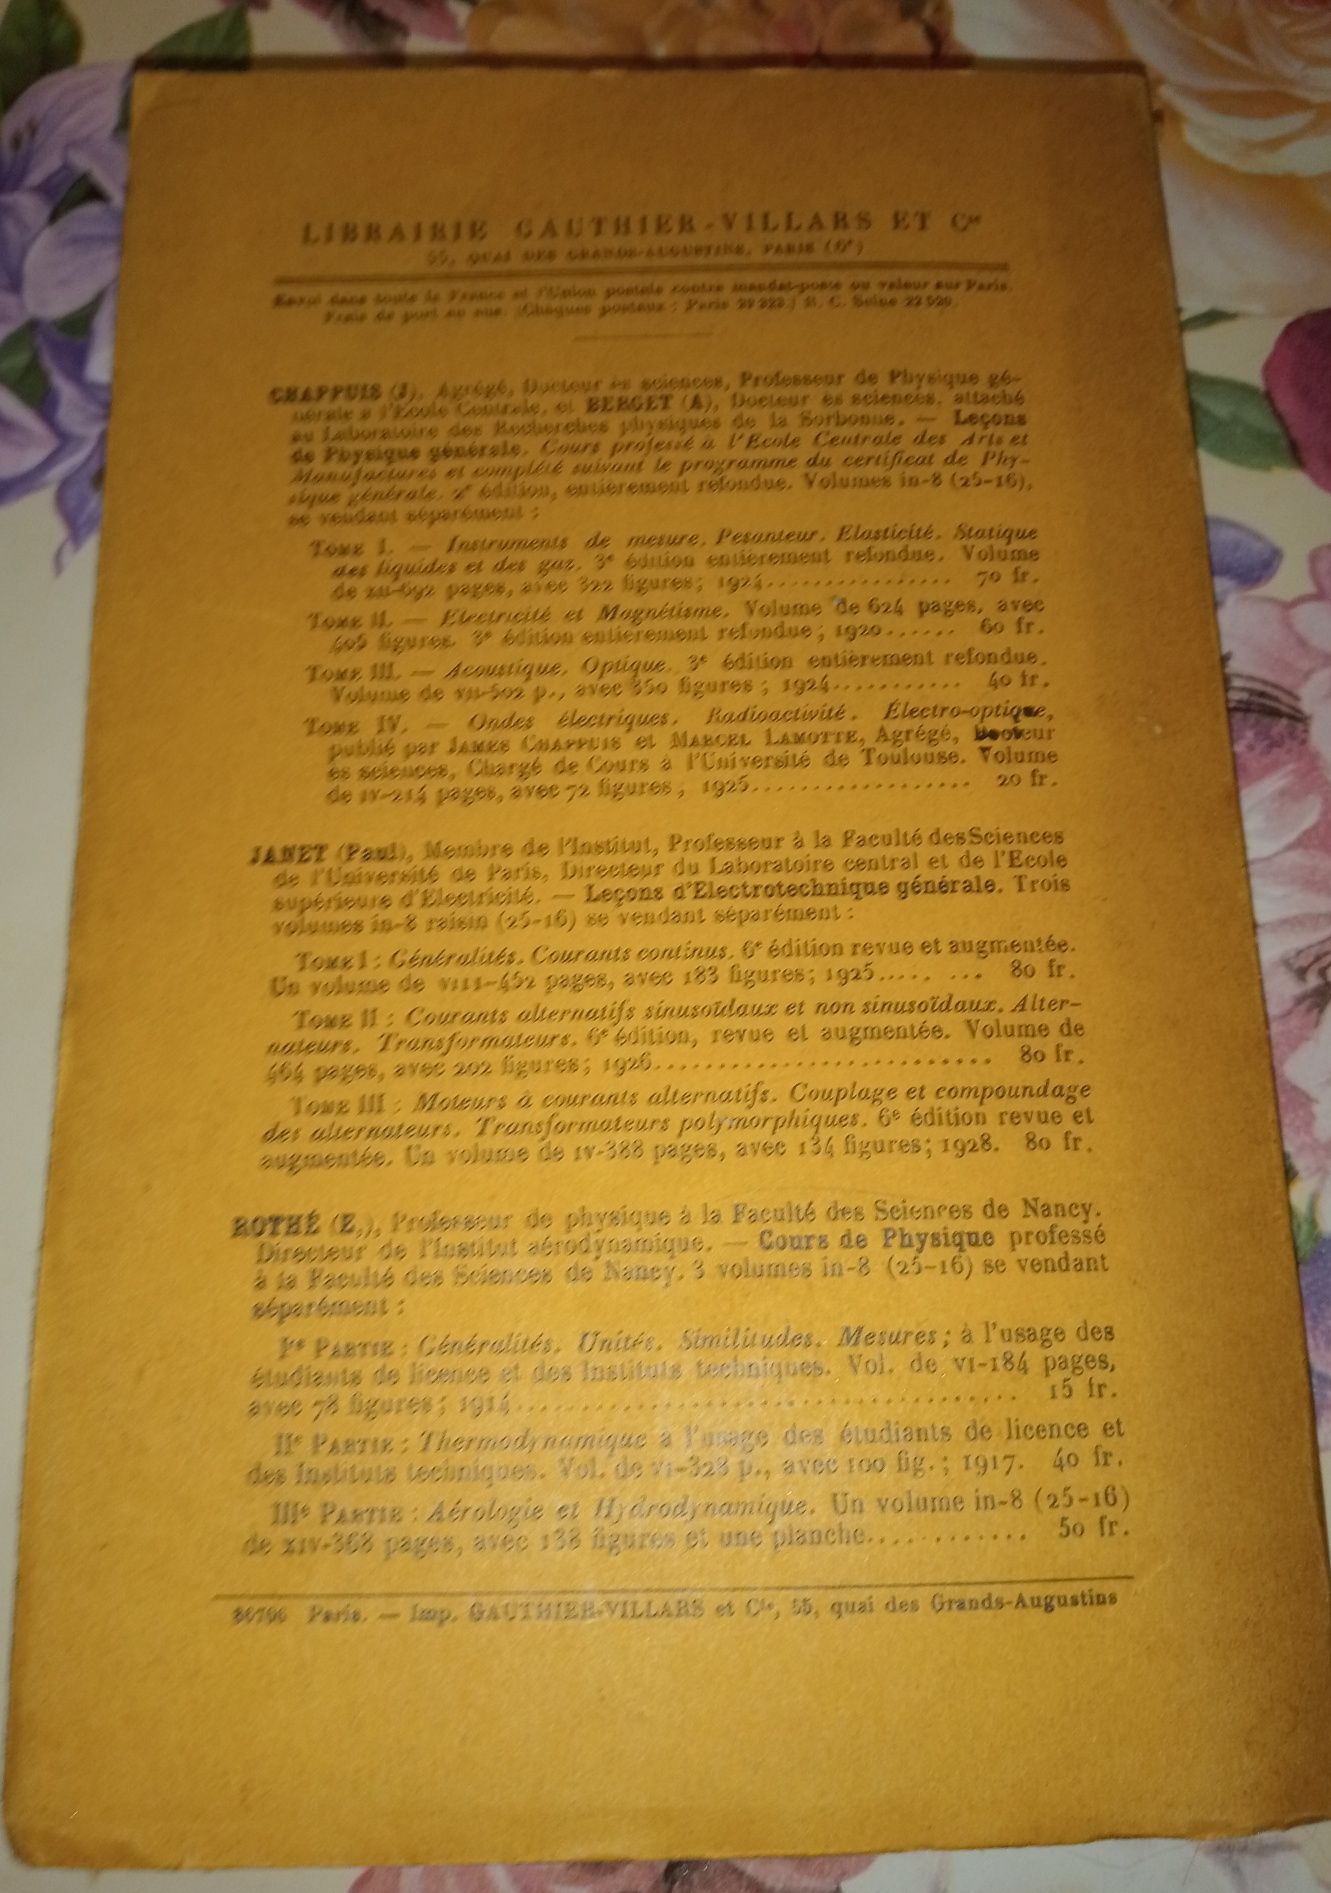 LIBRAIRIE GAUTHIER-VILLARS ET Cie
55, QUAI DES GRANDS-AUGUSTINS, PARIS (6e)
Envoi dans toute la France et l'Union postale contre mandat-poste ou valeur sur Paris.
Frais de port en sus. (Chèques postaux : Paris 29 323.) R. C. Seine 22 520.
CHAPPUIS (J), Agrégé, Docteur ès sciences, Professeur de Physique gé-
nérale à l'Ecole Centrale, et BERGET (A), Docteur ès sciences, attaché
au Laboratoire des Recherches physiques de la Sorbonne. — Leçons
de Physique générale. Cours professé à l'Ecole Centrale des Arts et
Manufactures et complété suivant le programme du certificat de Phy-
sique générale. 2e édition, entièrement refondue. Volumes in-8 (25-16),
se vendant séparément :
TOME I. — Instruments de mesure. Pesanteur. Elasticité. Statique
des liquides et des gaz. 3e édition entièrement refondue. Volume
de XII-692 pages, avec 322 figures; 1924................ 70 fr.
TOME II. — Electricité et Magnétisme. Volume de 624 pages, avec
405 figures. 3e édition entièrement refondue; 1920...... 60 fr.
TOME III. — Acoustique. Optique. 3e édition entièrement refondue.
Volume de VII-502 p., avec 350 figures; 1924........... 40 fr.
TOME IV. — Ondes électriques. Radioactivité. Électro-optique,
publié par JAMES CHAPPUIS et MARCEL LAMOTTE, Agrégé, Docteur
ès sciences, Chargé de Cours à l'Université de Toulouse. Volume
de IV-214 pages, avec 72 figures; 1925.................. 20 fr.
JANET (Paul), Membre de l'Institut, Professeur à la Faculté des Sciences
de l'Université de Paris, Directeur du Laboratoire central et de l'Ecole
supérieure d'Electricité. — Leçons d'Electrotechnique générale. Trois
volumes in-8 raisin (25-16) se vendant séparément :
TOME I : Généralités. Courants continus. 6e édition revue et augmentée.
Un volume de VIII-452 pages, avec 183 figures; 1925..... ... 80 fr.
TOME II : Courants alternatifs sinusoïdaux et non sinusoïdaux. Alter-
nateurs. Transformateurs. 6e édition, revue et augmentée. Volume de
464 pages, avec 202 figures; 1926......................... 80 fr.
TOME III : Moteurs à courants alternatifs. Couplage et compoundage
des alternateurs. Transformateurs polymorphiques. 6e édition revue et
augmentée. Un volume de IV-388 pages, avec 134 figures; 1928. 80 fr.
ROTHÉ (E,), Professeur de physique à la Faculté des Sciences de Nancy.
Directeur de l'Institut aérodynamique. — Cours de Physique professé
à la Faculté des Sciences de Nancy. 3 volumes in-8 (25-16) se vendant
séparément :
Ire PARTIE : Généralités. Unités. Similitudes. Mesures; à l'usage des
étudiants de licence et des Instituts techniques. Vol. de VI-184 pages,
avec 78 figures; 1914..................................... 15 fr.
IIe PARTIE : Thermodynamique à l'usage des étudiants de licence et
des Instituts techniques. Vol. de VI-328 p., avec 100 fig.; 1917. 40 fr.
IIIe PARTIE : Aérologie et Hydrodynamique. Un volume in-8 (25-16)
de XIV-368 pages, avec 138 figures et une planche.............. 50 fr.
Paris. — Imp. GAUTHIER-VILLARS et Cie, 55, quai des Grands-Augustins